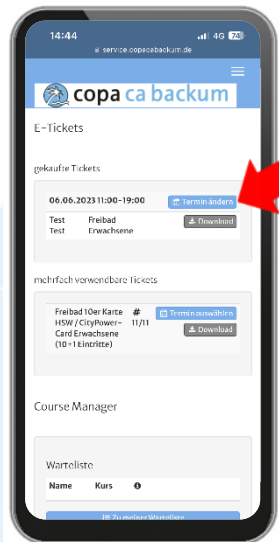 14:44 4G 74
service.copacabackum.de
copa ca backum
E-Tickets
gekaufte Tickets
06.06.2023 11:00-19:00 Termin ändern
Test Freibad Download
Test Erwachsene
mehrfach verwendbare Tickets
Freibad 10er Karte # Termin auswählen
HSW / CityPower- 11/11 Download
Card Erwachsene
(10+1 Eintritte)
Course Manager
Warteliste
Name Kurs
Zu meiner Warteliste